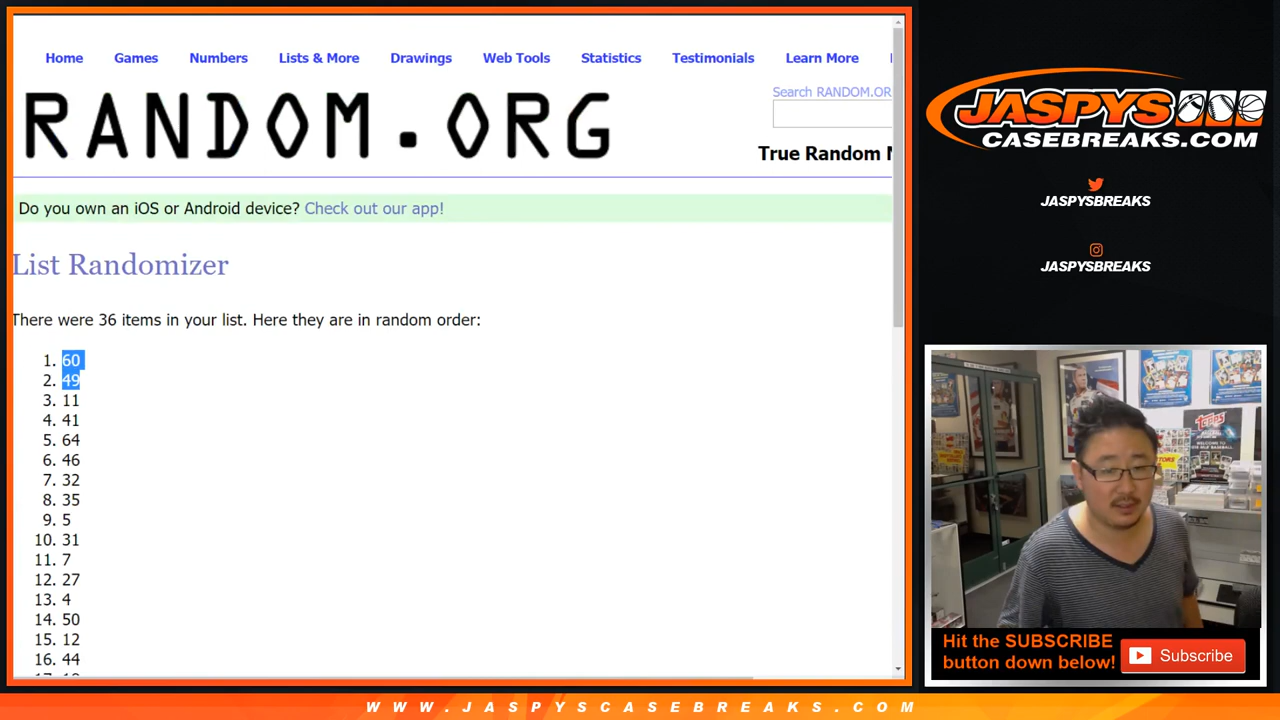 Home Games Numbers Lists & More Drawings Web Tools Statistics Testimonials Learn More
RANDOM.ORG
Search RANDOM.OR
True Random N
Do you own an iOS or Android device? Check out our app!
List Randomizer
There were 36 items in your list. Here they are in random order:
1. 60
2. 49
3. 11
4. 41
5. 64
6. 46
7. 32
8. 35
9. 5
10. 31
11. 7
12. 27
13. 4
14. 50
15. 12
16. 44
JASPYS
CASEBREAKS.COM
JASPYSBREAKS
JASPYSBREAKS
Topps
WELCOME TO
Hit the SUBSCRIBE
button down below!
Subscribe
WWW.JASPYSCASEBREAKS.COM